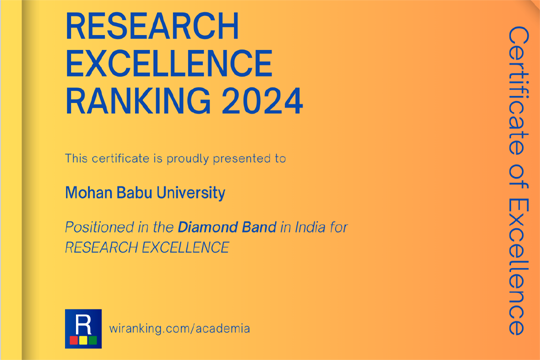 RESEARCH
EXCELLENCE
RANKING 2024
This certificate is proudly presented to
Mohan Babu University
Positioned in the Diamond Band in India for
RESEARCH EXCELLENCE
R
wiranking.com/academia
Certificate of Excellence